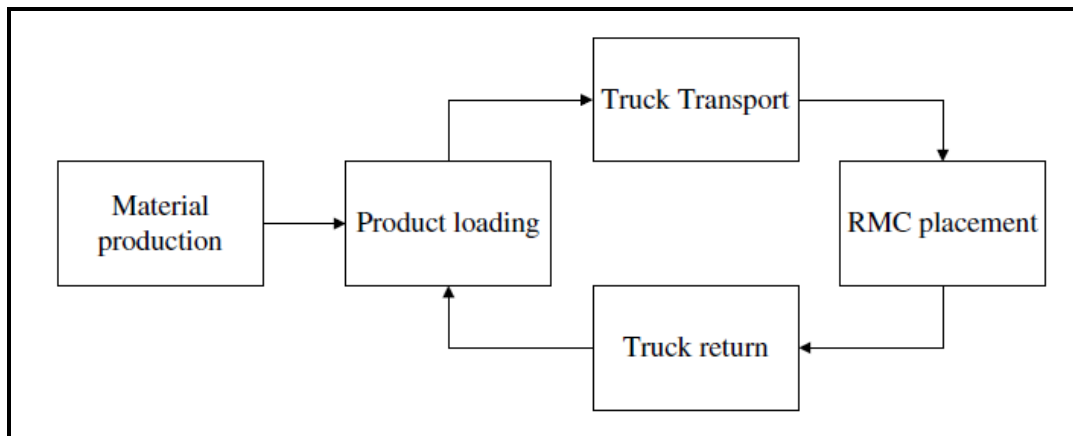 Truck Transport
Material
production
Product loading
RMC placement
Truck return